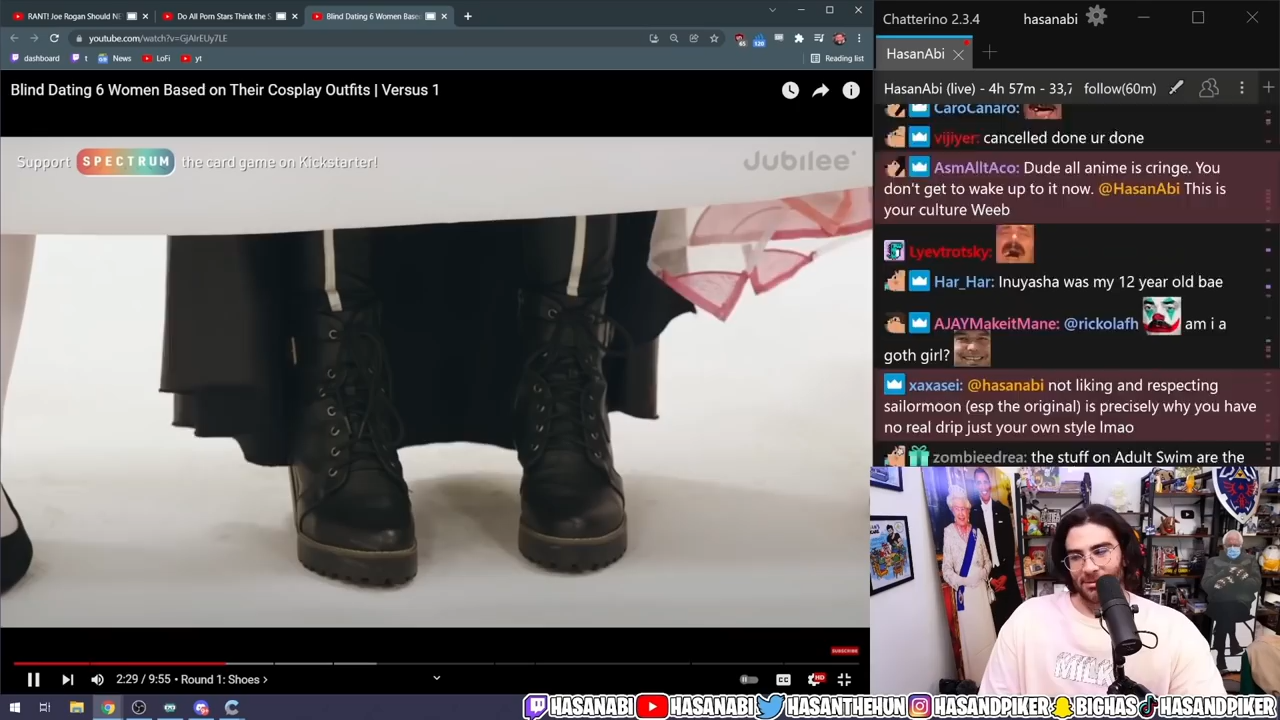 RANT! Joe Rogan Should NE
Do All Porn Stars Think the S
Blind Dating 6 Women Base
youtube.com/watch?v=GjAIrEUy7LE
dashboard
t
News
LoFi
yt
Reading list
Blind Dating 6 Women Based on Their Cosplay Outfits | Versus 1
Support SPECTRUM the card game on Kickstarter!
Jubilee
SUBSCRIBE
2:29 / 9:55 • Round 1: Shoes
HD
Chatterino 2.3.4
hasanabi
HasanAbi
HasanAbi (live) - 4h 57m - 33,7
follow(60m)
CaroCanaro:
vijiyer: cancelled done ur done
AsmAlltAco: Dude all anime is cringe. You
don't get to wake up to it now. @HasanAbi This is
your culture Weeb
Lyevtrotsky:
Har_Har: Inuyasha was my 12 year old bae
AJAYMakeitMane: @rickolafh am i a
goth girl?
xaxasei: @hasanabi not liking and respecting
sailormoon (esp the original) is precisely why you have
no real drip just your own style lmao
zombieedrea: the stuff on Adult Swim are the
MILK
HASANABI HASANABI HASANTHEHUN HASANDPIKER BIGHAS HASANDPIKER